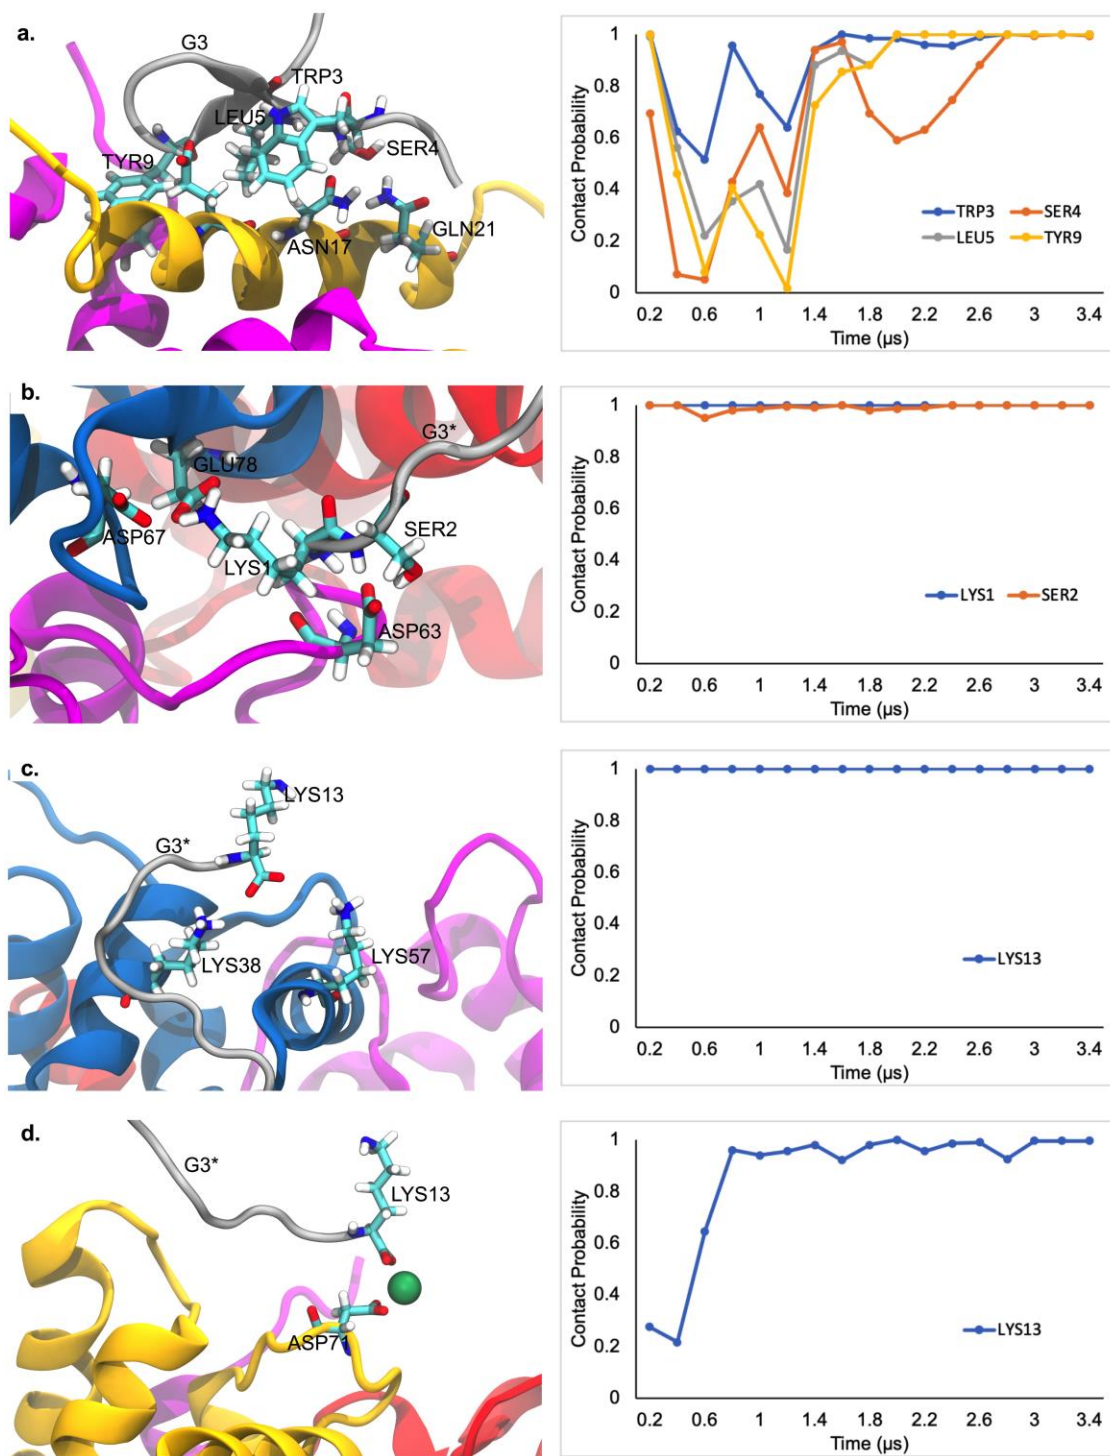 a.
G3
TRP3
LEU5
SER4
TYR9
ASN17
GLN21
Contact Probability
1
0.8
0.6
0.4
0.2
0
TRP3 SER4
LEU5 TYR9
0.2 0.6 1 1.4 1.8 2.2 2.6 3 3.4
Time (µs)
b.
G3*
GLU78
ASP67
SER2
LYS1
ASP63
Contact Probability
1
0.8
0.6
0.4
0.2
0
LYS1 SER2
0.2 0.6 1 1.4 1.8 2.2 2.6 3 3.4
Time (µs)
c.
LYS13
G3*
LYS38
LYS57
Contact Probability
1
0.8
0.6
0.4
0.2
0
LYS13
0.2 0.6 1 1.4 1.8 2.2 2.6 3 3.4
Time (µs)
d.
G3*
LYS13
ASP71
Contact Probability
1
0.8
0.6
0.4
0.2
0
LYS13
0.2 0.6 1 1.4 1.8 2.2 2.6 3 3.4
Time (µs)